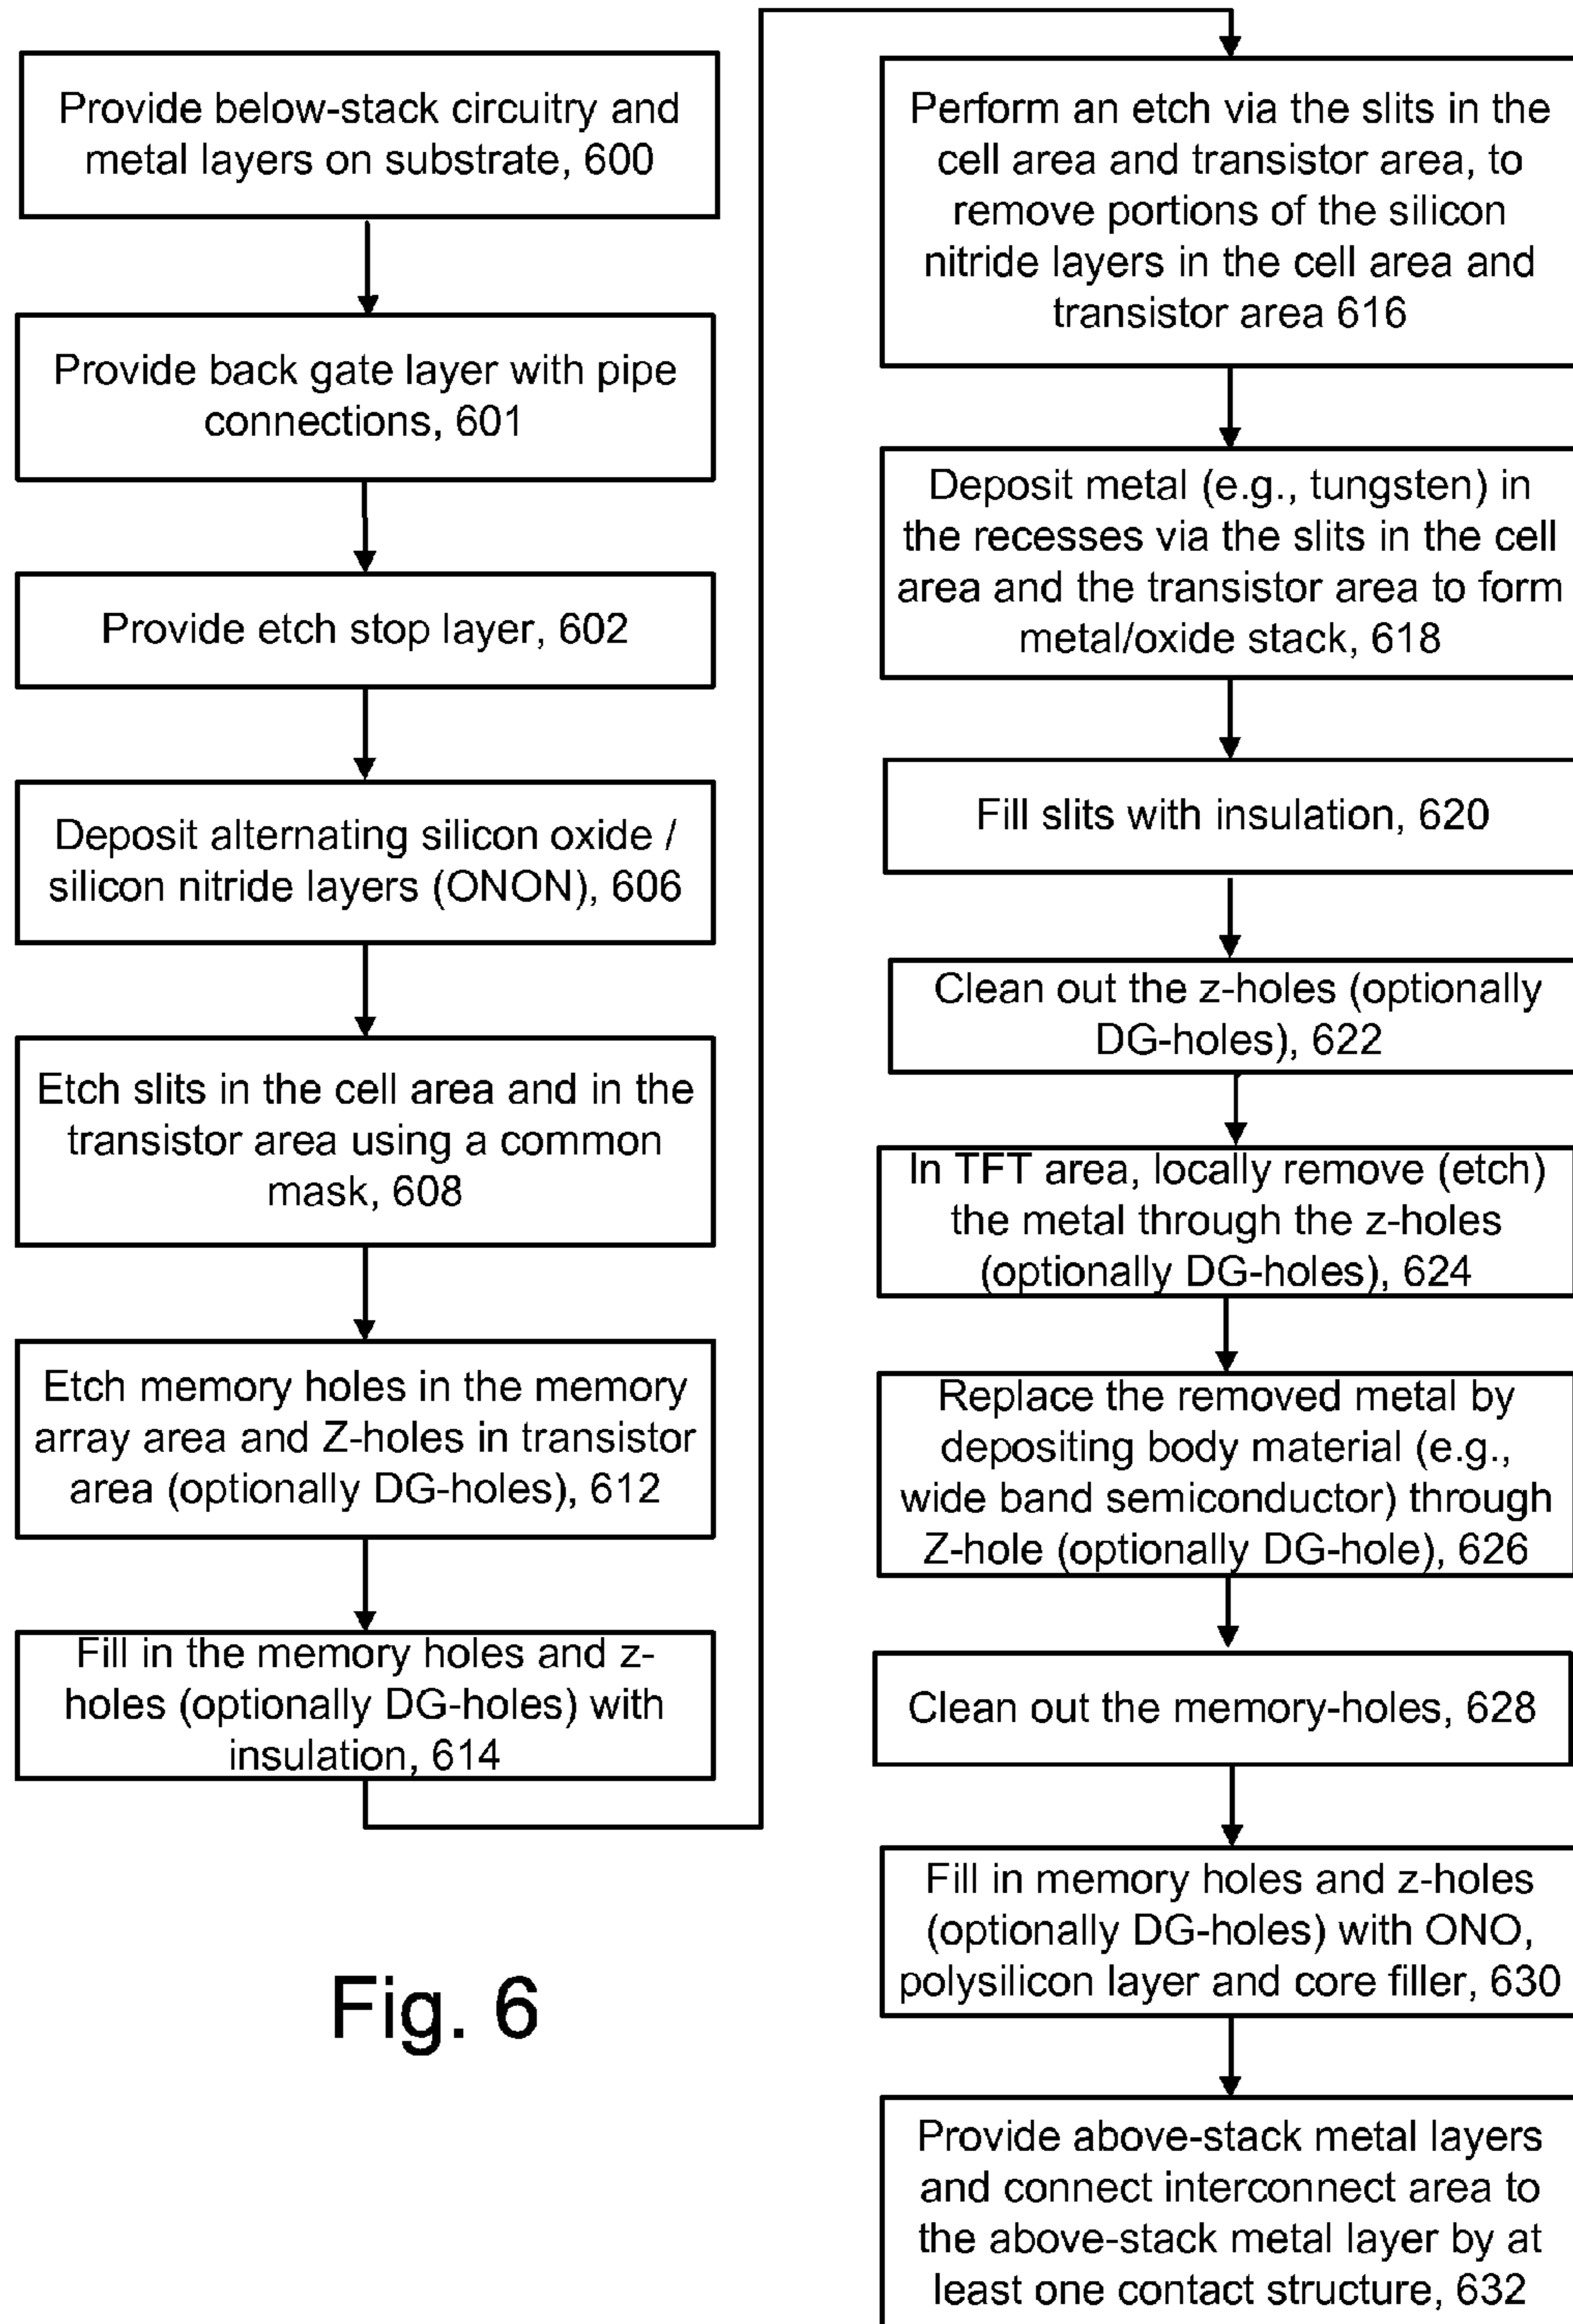 Provide below-stack circuitry and
metal layers on substrate, 600
Provide back gate layer with pipe
connections, 601
Provide etch stop layer, 602
Deposit alternating silicon oxide /
silicon nitride layers (ONON), 606
Etch slits in the cell area and in the
transistor area using a common
mask, 608
Etch memory holes in the memory
array area and Z-holes in transistor
area (optionally DG-holes), 612
Fill in the memory holes and z-
holes (optionally DG-holes) with
insulation, 614
Perform an etch via the slits in the
cell area and transistor area, to
remove portions of the silicon
nitride layers in the cell area and
transistor area 616
Deposit metal (e.g., tungsten) in
the recesses via the slits in the cell
area and the transistor area to form
metal/oxide stack, 618
Fill slits with insulation, 620
Clean out the z-holes (optionally
DG-holes), 622
In TFT area, locally remove (etch)
the metal through the z-holes
(optionally DG-holes), 624
Replace the removed metal by
depositing body material (e.g.,
wide band semiconductor) through
Z-hole (optionally DG-hole), 626
Clean out the memory-holes, 628
Fill in memory holes and z-holes
(optionally DG-holes) with ONO,
polysilicon layer and core filler, 630
Provide above-stack metal layers
and connect interconnect area to
the above-stack metal layer by at
least one contact structure, 632
Fig. 6